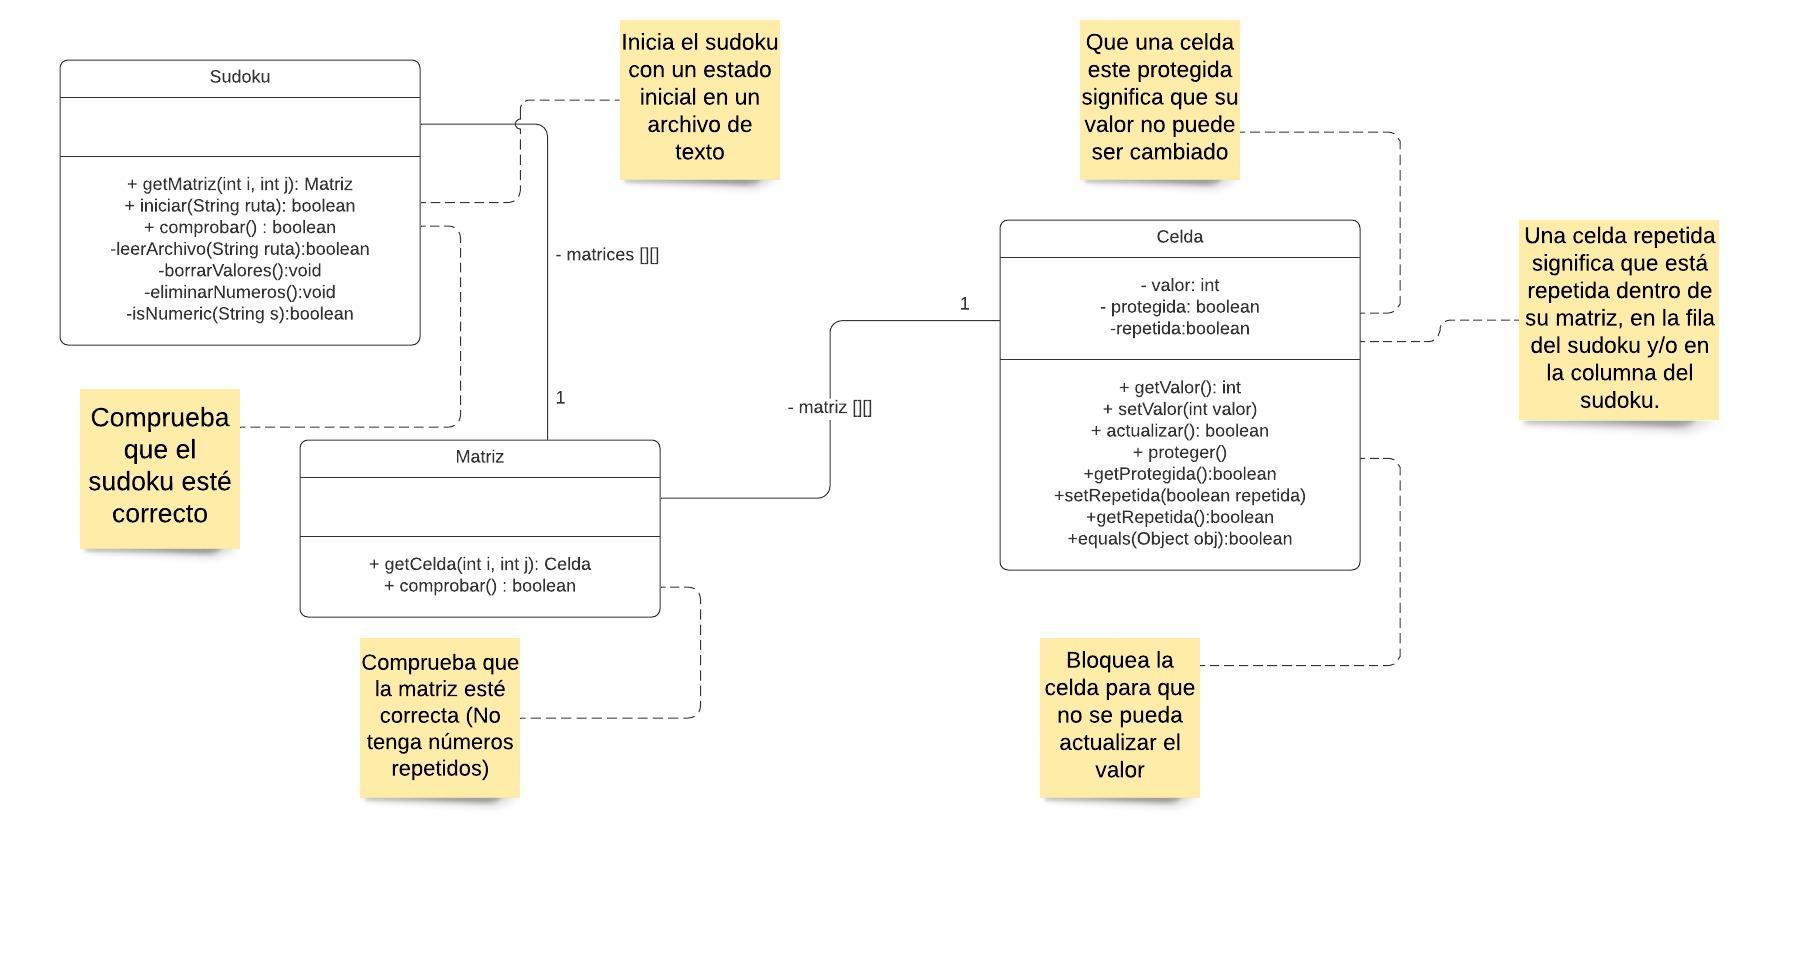 Sudoku
+ getMatriz(int i, int j): Matriz
+ iniciar(String ruta): boolean
+ comprobar() : boolean
-leerArchivo(String ruta):boolean
-borrarValores():void
-eliminarNumeros():void
-isNumeric(String s):boolean
Inicia el sudoku
con un estado
inicial en un
archivo de
texto
Que una celda
este protegida
significa que su
valor no puede
ser cambiado
- matrices [][]
1
Celda
- valor: int
- protegida: boolean
-repetida:boolean
+ getValor(): int
+ setValor(int valor)
+ actualizar(): boolean
+ proteger()
+getProtegida():boolean
+setRepetida(boolean repetida)
+getRepetida():boolean
+equals(Object obj):boolean
Una celda repetida
significa que está
repetida dentro de
su matriz, en la fila
del sudoku y/o en
la columna del
sudoku.
1
- matriz [][]
Comprueba
que el
sudoku esté
correcto
Matriz
+ getCelda(int i, int j): Celda
+ comprobar() : boolean
Comprueba que
la matriz esté
correcta (No
tenga números
repetidos)
Bloquea la
celda para que
no se pueda
actualizar el
valor